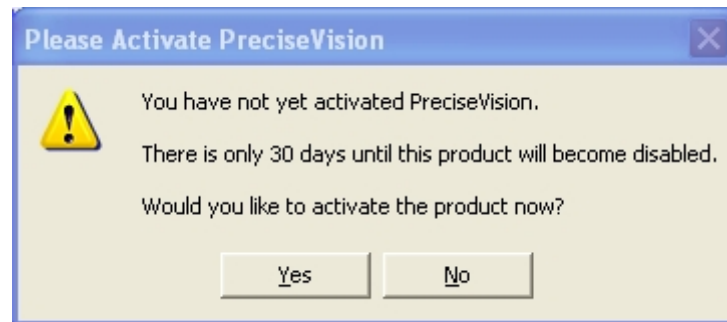 Please Activate PreciseVision
You have not yet activated PreciseVision.
There is only 30 days until this product will become disabled.
Would you like to activate the product now?
Yes
No